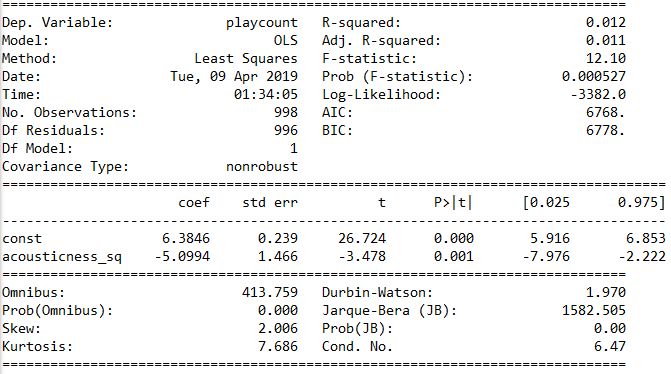 ==============================================================================
Dep. Variable:              playcount   R-squared:                       0.012
Model:                            OLS   Adj. R-squared:                  0.011
Method:                 Least Squares   F-statistic:                     12.10
Date:                Tue, 09 Apr 2019   Prob (F-statistic):           0.000527
Time:                        01:34:05   Log-Likelihood:                -3382.0
No. Observations:                 998   AIC:                             6768.
Df Residuals:                     996   BIC:                             6778.
Df Model:                           1
Covariance Type:            nonrobust
===================================================================================
                      coef    std err          t      P>|t|      [0.025      0.975]
-----------------------------------------------------------------------------------
const               6.3846      0.239     26.724      0.000       5.916       6.853
acousticness_sq    -5.0994      1.466     -3.478      0.001      -7.976      -2.222
==============================================================================
Omnibus:                      413.759   Durbin-Watson:                   1.970
Prob(Omnibus):                  0.000   Jarque-Bera (JB):             1582.505
Skew:                           2.006   Prob(JB):                         0.00
Kurtosis:                       7.686   Cond. No.                         6.47
==============================================================================